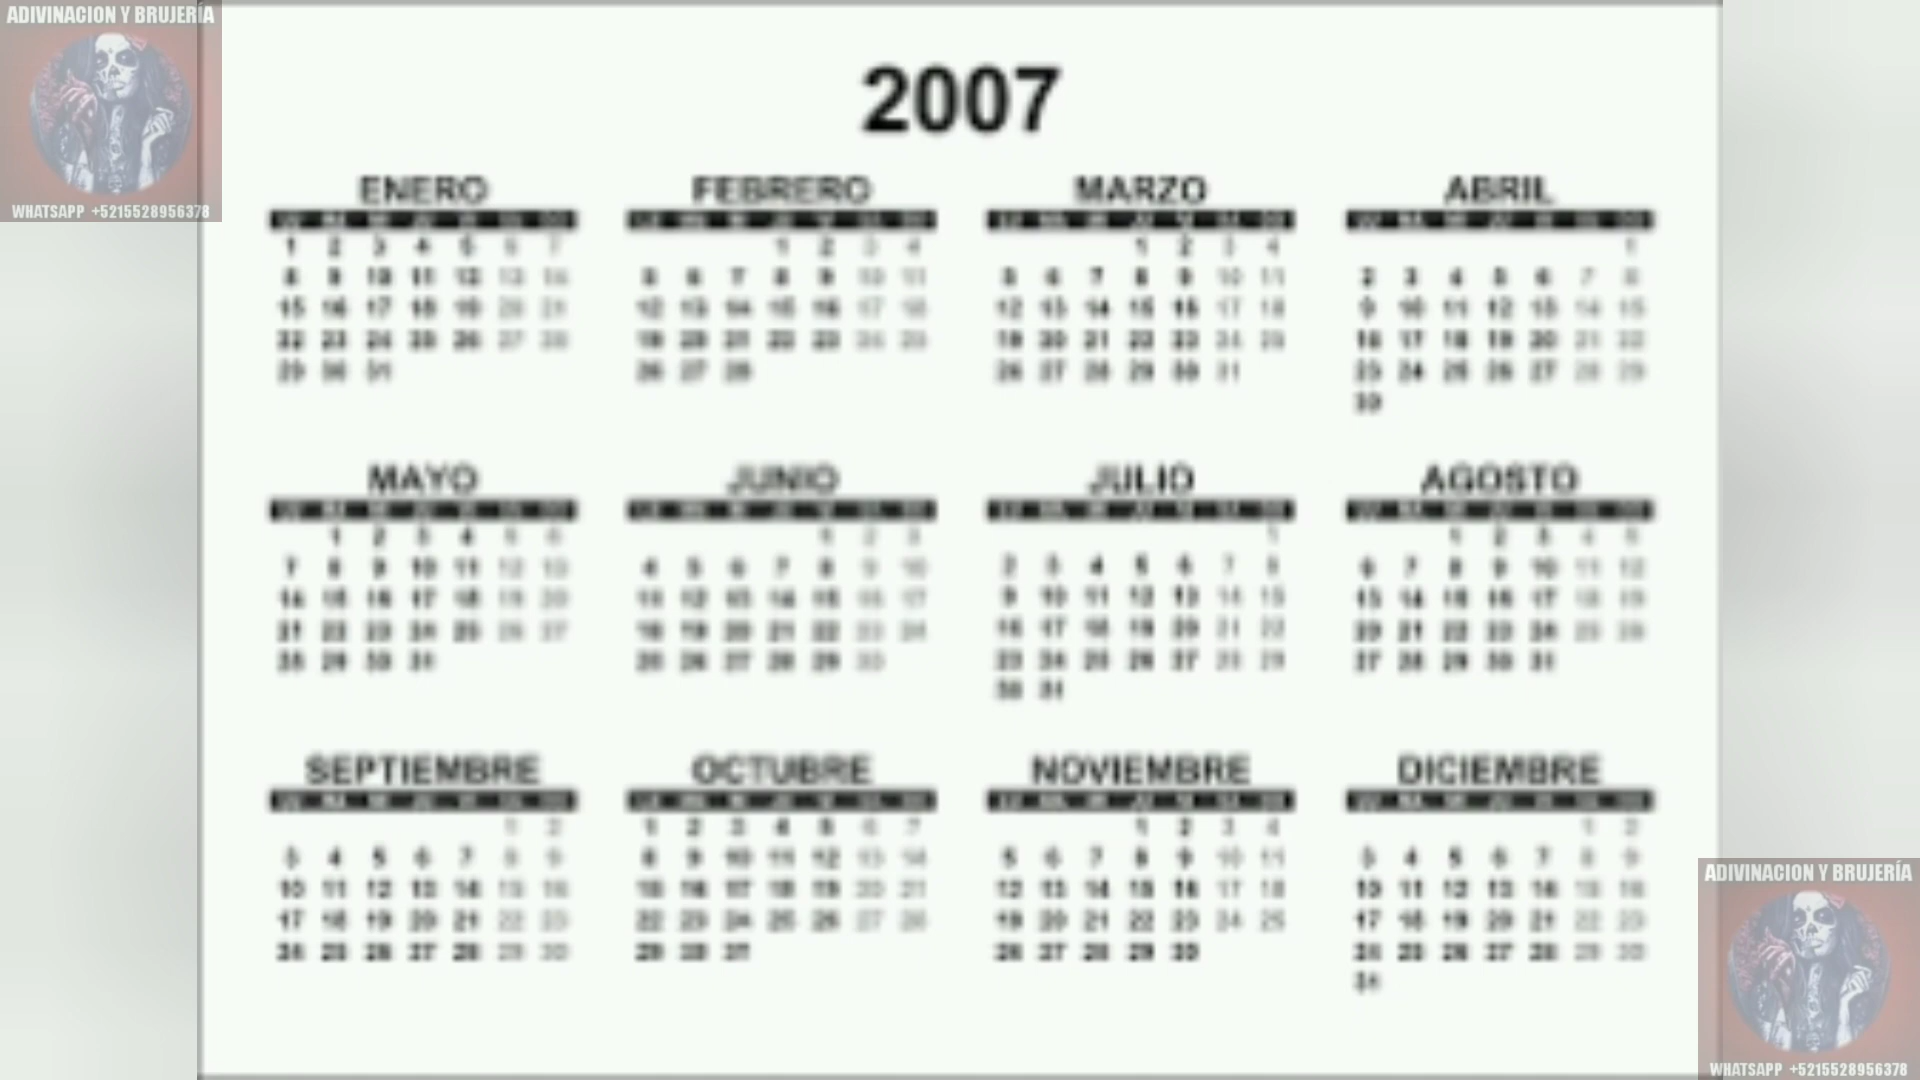 ADIVINACION Y BRUJERÍA
WHATSAPP +5215528956378
2007
ENERO FEBRERO MARZO ABRIL
1 2 3 4 5 6 7 1 2 3 4 1 2 3 4 1
8 9 10 11 12 13 14 5 6 7 8 9 10 11 5 6 7 8 9 10 11 2 3 4 5 6 7 8
15 16 17 18 19 20 21 12 13 14 15 16 17 18 12 13 14 15 16 17 18 9 10 11 12 13 14 15
22 23 24 25 26 27 28 19 20 21 22 23 24 25 19 20 21 22 23 24 25 16 17 18 19 20 21 22
29 30 31 26 27 28 26 27 28 29 30 31 23 24 25 26 27 28 29
30
MAYO JUNIO JULIO AGOSTO
1 2 3 4 5 6 1 2 3 1 1 2 3 4 5
7 8 9 10 11 12 13 4 5 6 7 8 9 10 2 3 4 5 6 7 8 6 7 8 9 10 11 12
14 15 16 17 18 19 20 11 12 13 14 15 16 17 9 10 11 12 13 14 15 13 14 15 16 17 18 19
21 22 23 24 25 26 27 18 19 20 21 22 23 24 16 17 18 19 20 21 22 20 21 22 23 24 25 26
28 29 30 31 25 26 27 28 29 30 23 24 25 26 27 28 29 27 28 29 30 31
30 31
SEPTIEMBRE OCTUBRE NOVIEMBRE DICIEMBRE
1 2 1 2 3 4 5 6 7 1 2 3 4 1 2
3 4 5 6 7 8 9 8 9 10 11 12 13 14 5 6 7 8 9 10 11 3 4 5 6 7 8 9
10 11 12 13 14 15 16 15 16 17 18 19 20 21 12 13 14 15 16 17 18 10 11 12 13 14 15 16
17 18 19 20 21 22 23 22 23 24 25 26 27 28 19 20 21 22 23 24 25 17 18 19 20 21 22 23
24 25 26 27 28 29 30 29 30 31 26 27 28 29 30 24 25 26 27 28 29 30
31
ADIVINACION Y BRUJERÍA
WHATSAPP +5215528956378